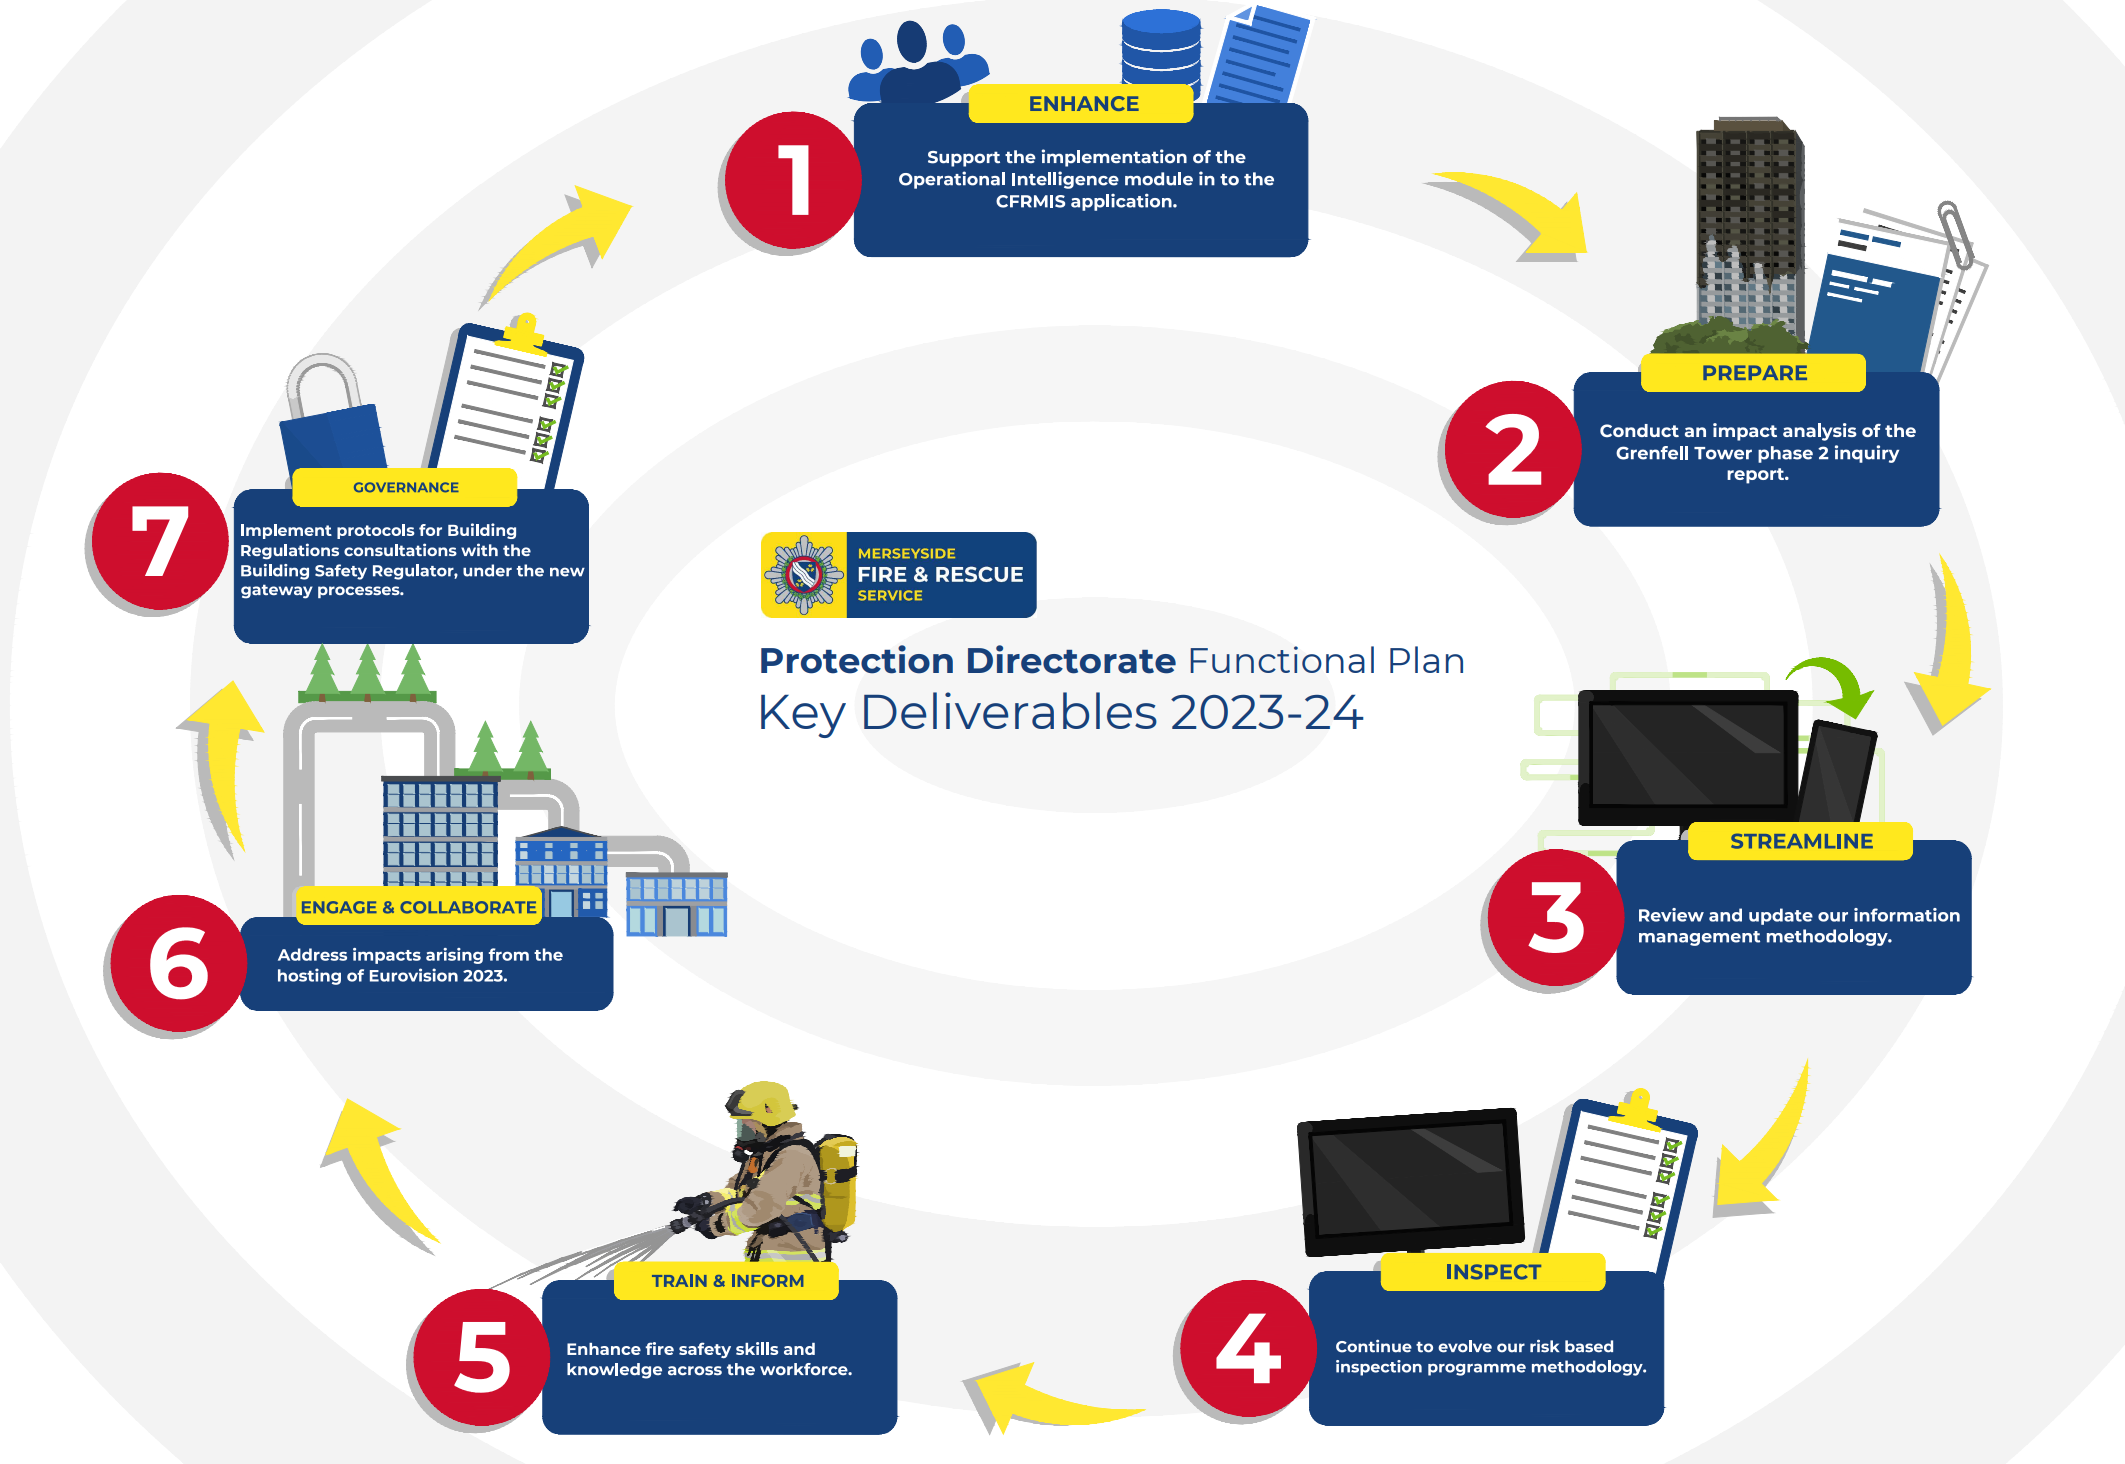 ENHANCE
1
Support the implementation of the
Operational Intelligence module in to the
CFRMIS application.
PREPARE
2
Conduct an impact analysis of the
Grenfell Tower phase 2 inquiry
report.
STREAMLINE
3
Review and update our information
management methodology.
INSPECT
4
Continue to evolve our risk based
inspection programme methodology.
TRAIN & INFORM
5
Enhance fire safety skills and
knowledge across the workforce.
ENGAGE & COLLABORATE
6
Address impacts arising from the
hosting of Eurovision 2023.
GOVERNANCE
7
Implement protocols for Building
Regulations consultations with the
Building Safety Regulator, under the new
gateway processes.
MERSEYSIDE
FIRE & RESCUE
SERVICE
Protection Directorate Functional Plan
Key Deliverables 2023-24